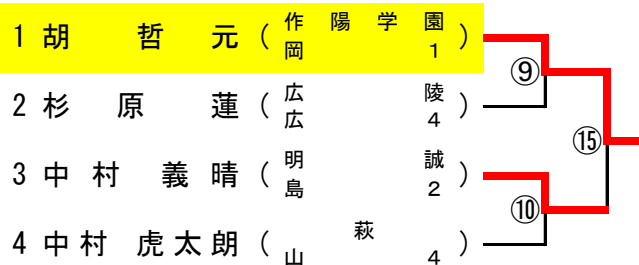 1 胡 哲 元 ( 作 陽 学 園 岡 1 )
⑨
2 杉 原 蓮 ( 広 陵 広 4 )
⑮
3 中 村 義 晴 ( 明 誠 島 2 )
⑩
4 中 村 虎 太 朗 ( 萩 山 4 )